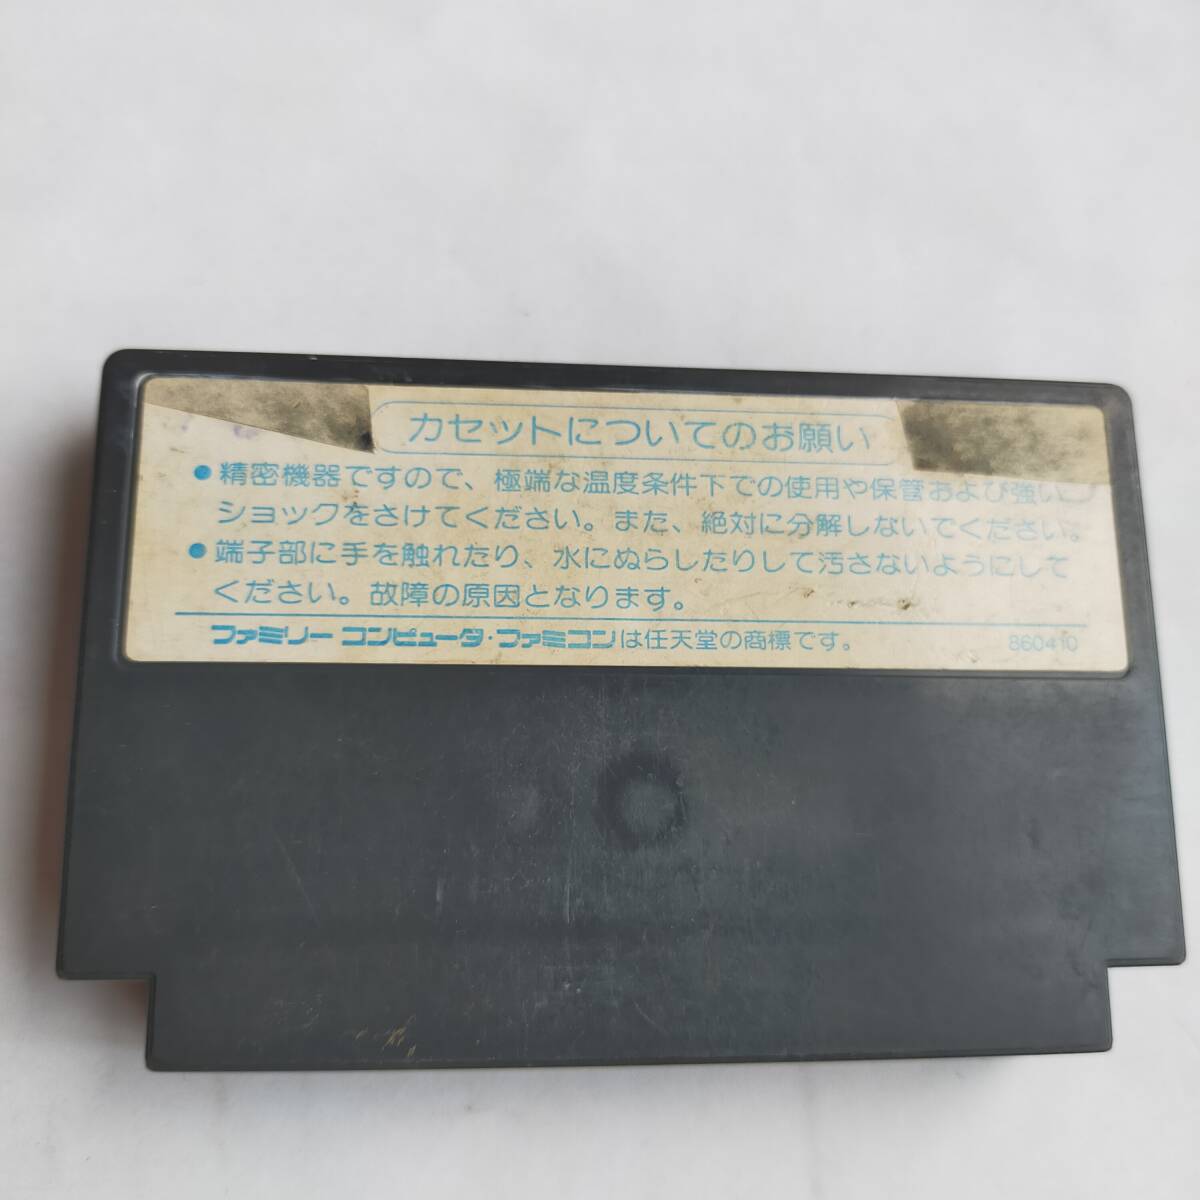 カセットについてのお願い
● 精密機器ですので、極端な温度条件下での使用や保管および強い
ショックをさけてください。また、絶対に分解しないでください。
● 端子部に手を触れたり、水にぬらしたりして汚さないようにして
ください。故障の原因となります。
ファミリー コンピュータ・ファミコンは任天堂の商標です。 860410